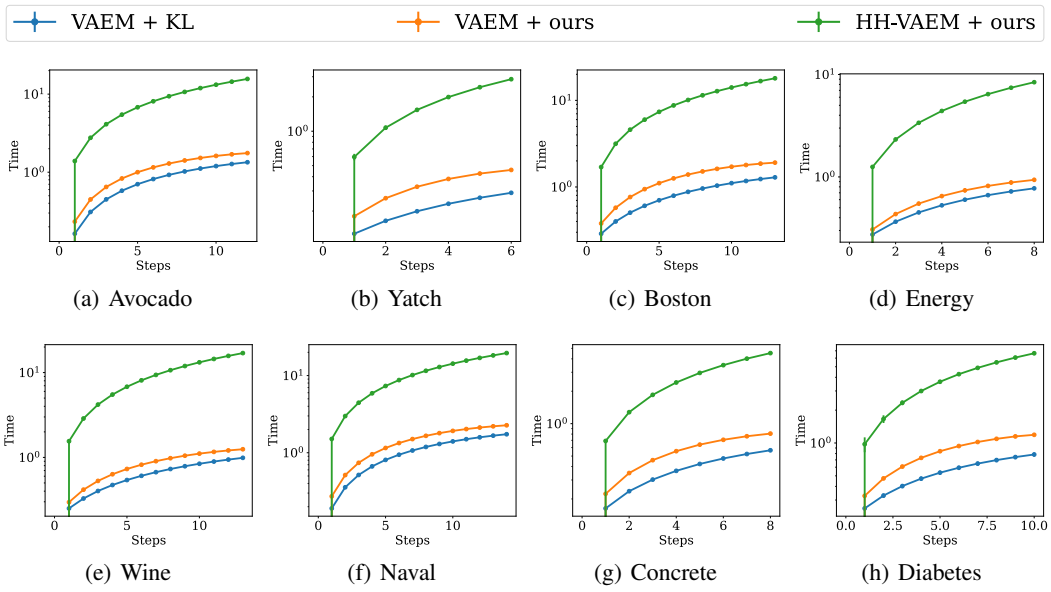 VAEM + KL VAEM + ours HH-VAEM + ours
10^1
10^0
Time
0 5 10
Steps
(a) Avocado
10^0
Time
0 2 4 6
Steps
(b) Yatch
10^1
10^0
Time
0 5 10
Steps
(c) Boston
10^1
10^0
Time
0 2 4 6 8
Steps
(d) Energy
10^1
10^0
Time
0 5 10
Steps
(e) Wine
10^1
10^0
Time
0 5 10
Steps
(f) Naval
10^0
Time
0 2 4 6 8
Steps
(g) Concrete
10^0
Time
0.0 2.5 5.0 7.5 10.0
Steps
(h) Diabetes